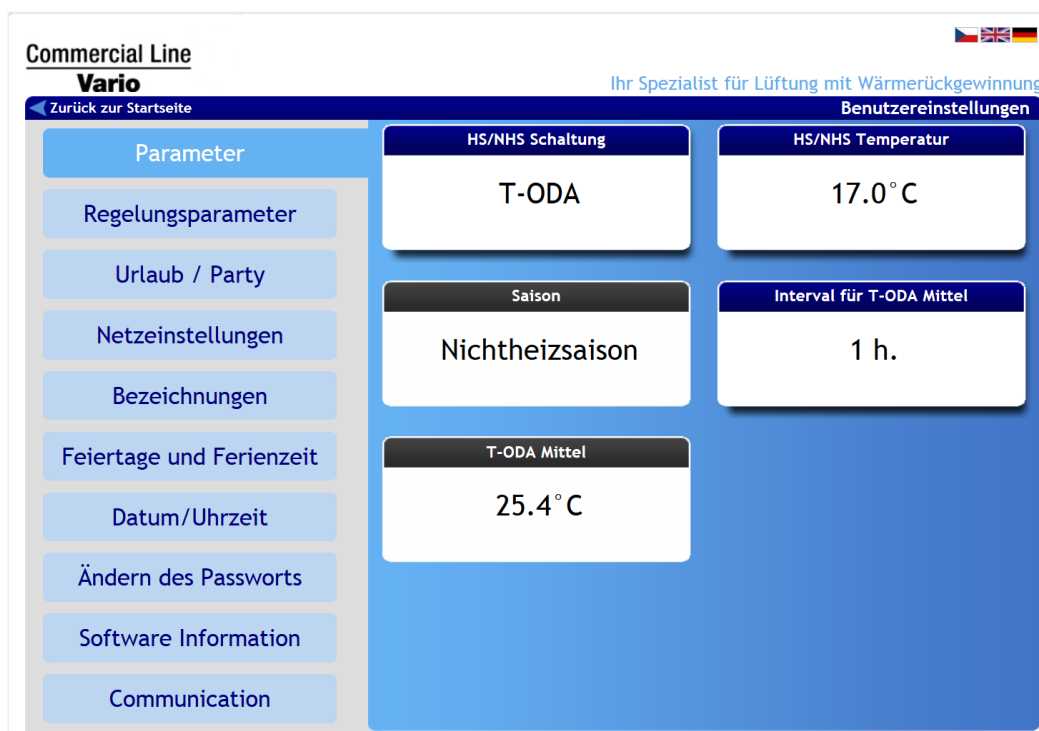 Commercial Line
Vario
Ihr Spezialist für Lüftung mit Wärmerückgewinnung
Zurück zur Startseite
Benutzereinstellungen
Parameter
Regelungsparameter
Urlaub / Party
Netzeinstellungen
Bezeichnungen
Feiertage und Ferienzeit
Datum/Uhrzeit
Ändern des Passworts
Software Information
Communication
HS/NHS Schaltung
T-ODA
HS/NHS Temperatur
17.0°C
Saison
Nichtheizsaison
Interval für T-ODA Mittel
1 h.
T-ODA Mittel
25.4°C